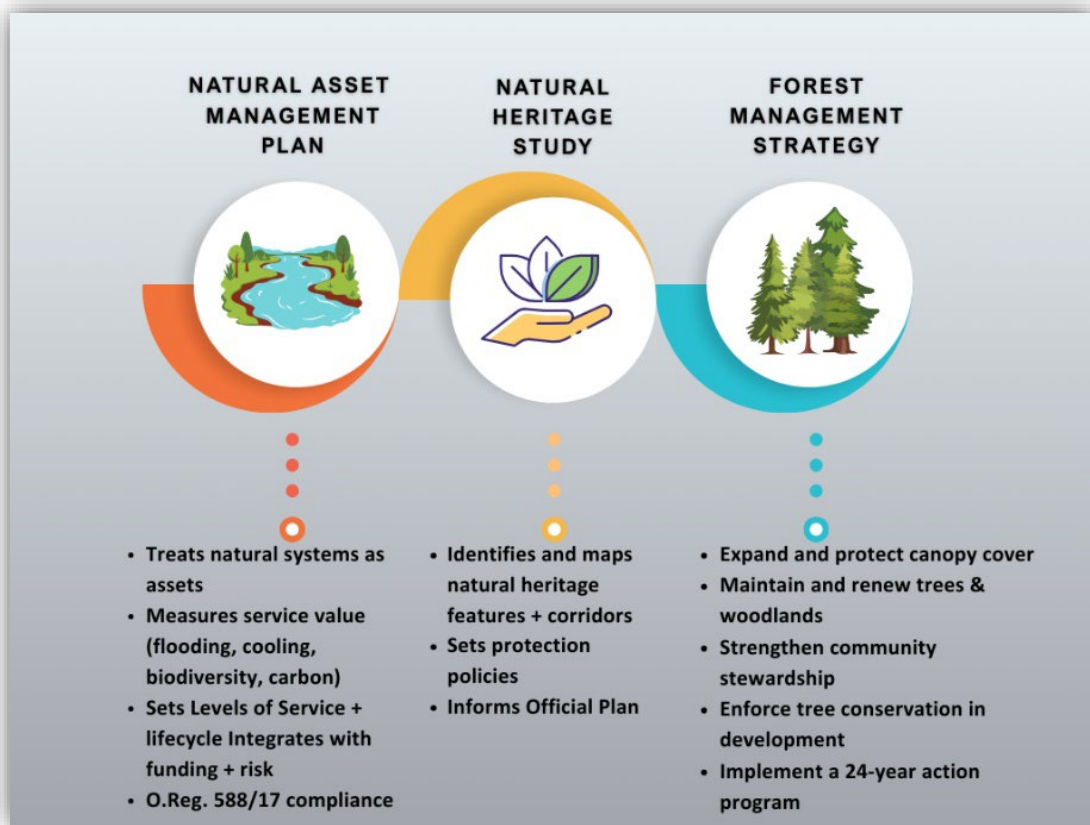 NATURAL ASSET
MANAGEMENT
PLAN
NATURAL
HERITAGE
STUDY
FOREST
MANAGEMENT
STRATEGY
• Treats natural systems as
assets
• Measures service value
(flooding, cooling,
biodiversity, carbon)
• Sets Levels of Service +
lifecycle Integrates with
funding + risk
• O.Reg. 588/17 compliance
• Identifies and maps
natural heritage
features + corridors
• Sets protection
policies
• Informs Official Plan
• Expand and protect canopy cover
• Maintain and renew trees &
woodlands
• Strengthen community
stewardship
• Enforce tree conservation in
development
• Implement a 24-year action
program